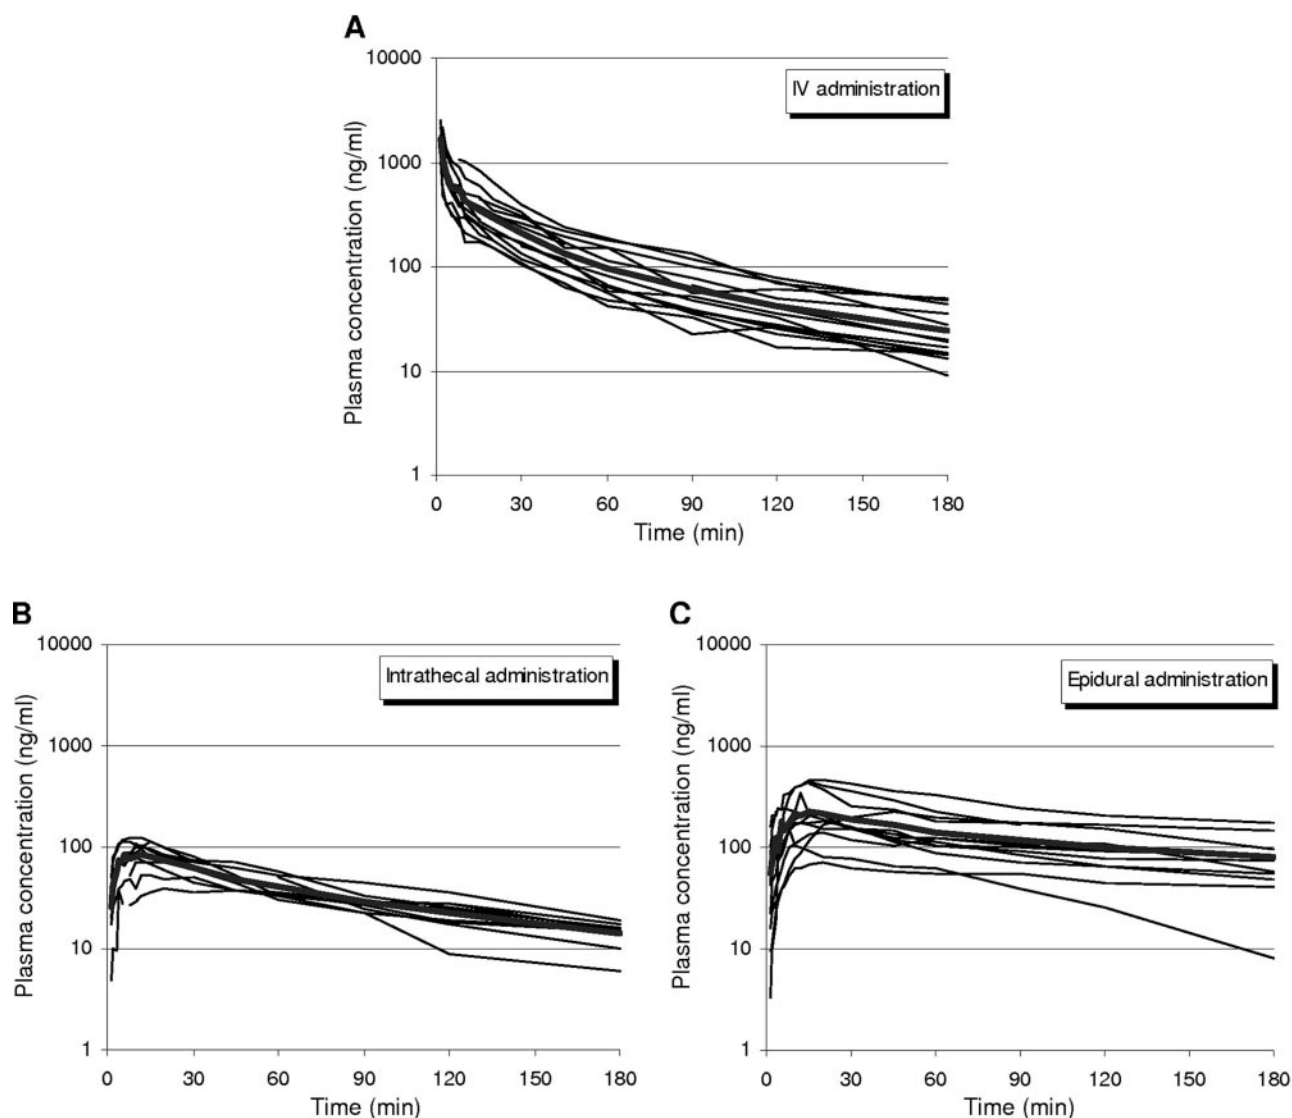 A
IV administration
Plasma concentration (ng/ml)
10000
1000
100
10
1
0 30 60 90 120 150 180
Time (min)
B
Intrathecal administration
Plasma concentration (ng/ml)
10000
1000
100
10
1
0 30 60 90 120 150 180
Time (min)
C
Epidural administration
Plasma concentration (ng/ml)
10000
1000
100
10
1
0 30 60 90 120 150 180
Time (min)